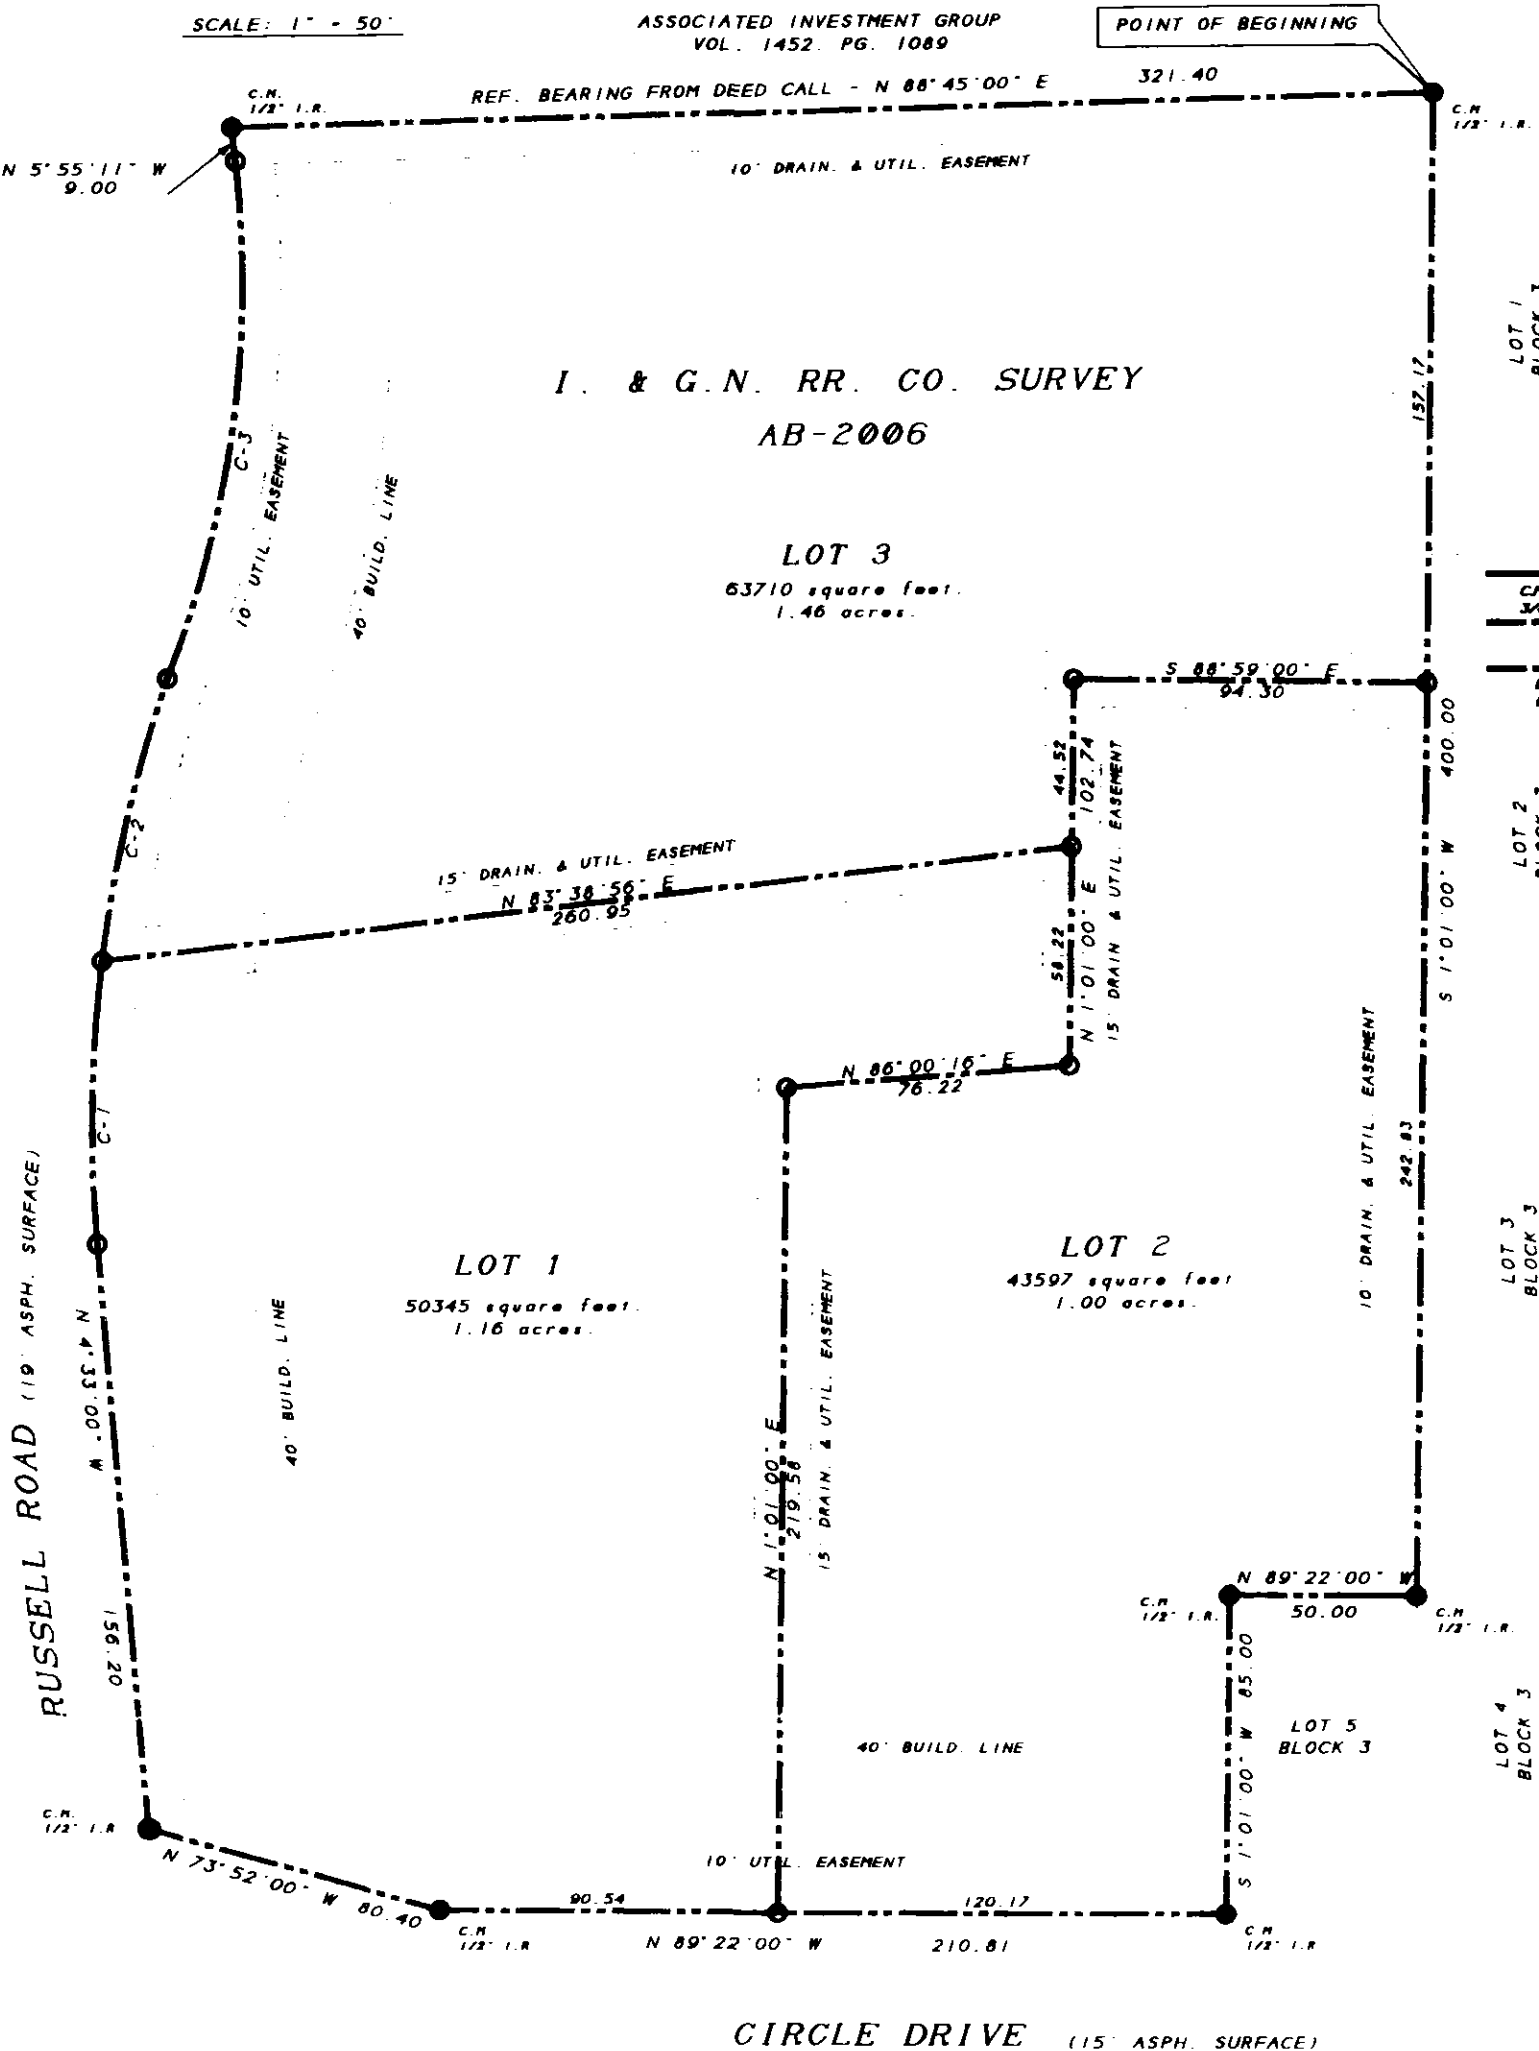 SCALE: 1" - 50'
ASSOCIATED INVESTMENT GROUP
VOL. 1452 PG. 1089
POINT OF BEGINNING
C.M.
1/2" I.R.
REF. BEARING FROM DEED CALL - N 88°45'00" E
321.40
C.M
1/2" I.R.
N 5°55'11" W
9.00
10' DRAIN. & UTIL. EASEMENT
LOT 1
BLOCK 3
157.17
I. & G.N. RR. CO. SURVEY
AB-2006
C-3
10' UTIL. EASEMENT
40' BUILD. LINE
LOT 3
63710 square feet.
1.46 acres.
S 88°59'00" E
94.30
44.52
102.74
15' DRAIN & UTIL. EASEMENT
S 1°01'00" W 400.00
LOT 2
C-2
15' DRAIN. & UTIL. EASEMENT
N 83°38'56" E
260.95
58.22
N 1°01'00" E
N 86°00'16" E
76.22
C-1
10' DRAIN. & UTIL. EASEMENT
242.83
RUSSELL ROAD (19' ASPH. SURFACE)
LOT 1
50345 square feet.
1.16 acres.
LOT 2
43597 square feet
1.00 acres.
LOT 3
BLOCK 3
N 4°33'00" W
156.20
40' BUILD. LINE
N 1°01'00" E
219.58
15' DRAIN. & UTIL. EASEMENT
N 89°22'00" W
50.00
C.M
1/2" I.R.
C.M
1/2" I.R.
S 1°01'00" W 85.00
LOT 5
BLOCK 3
LOT 4
BLOCK 3
40' BUILD. LINE
C.M.
1/2" I.R
N 73°52'00" W 80.40
10' UTIL. EASEMENT
90.54
120.17
C.M
1/2" I.R
N 89°22'00" W
210.81
C M
1/2" I.R
CIRCLE DRIVE (15' ASPH. SURFACE)